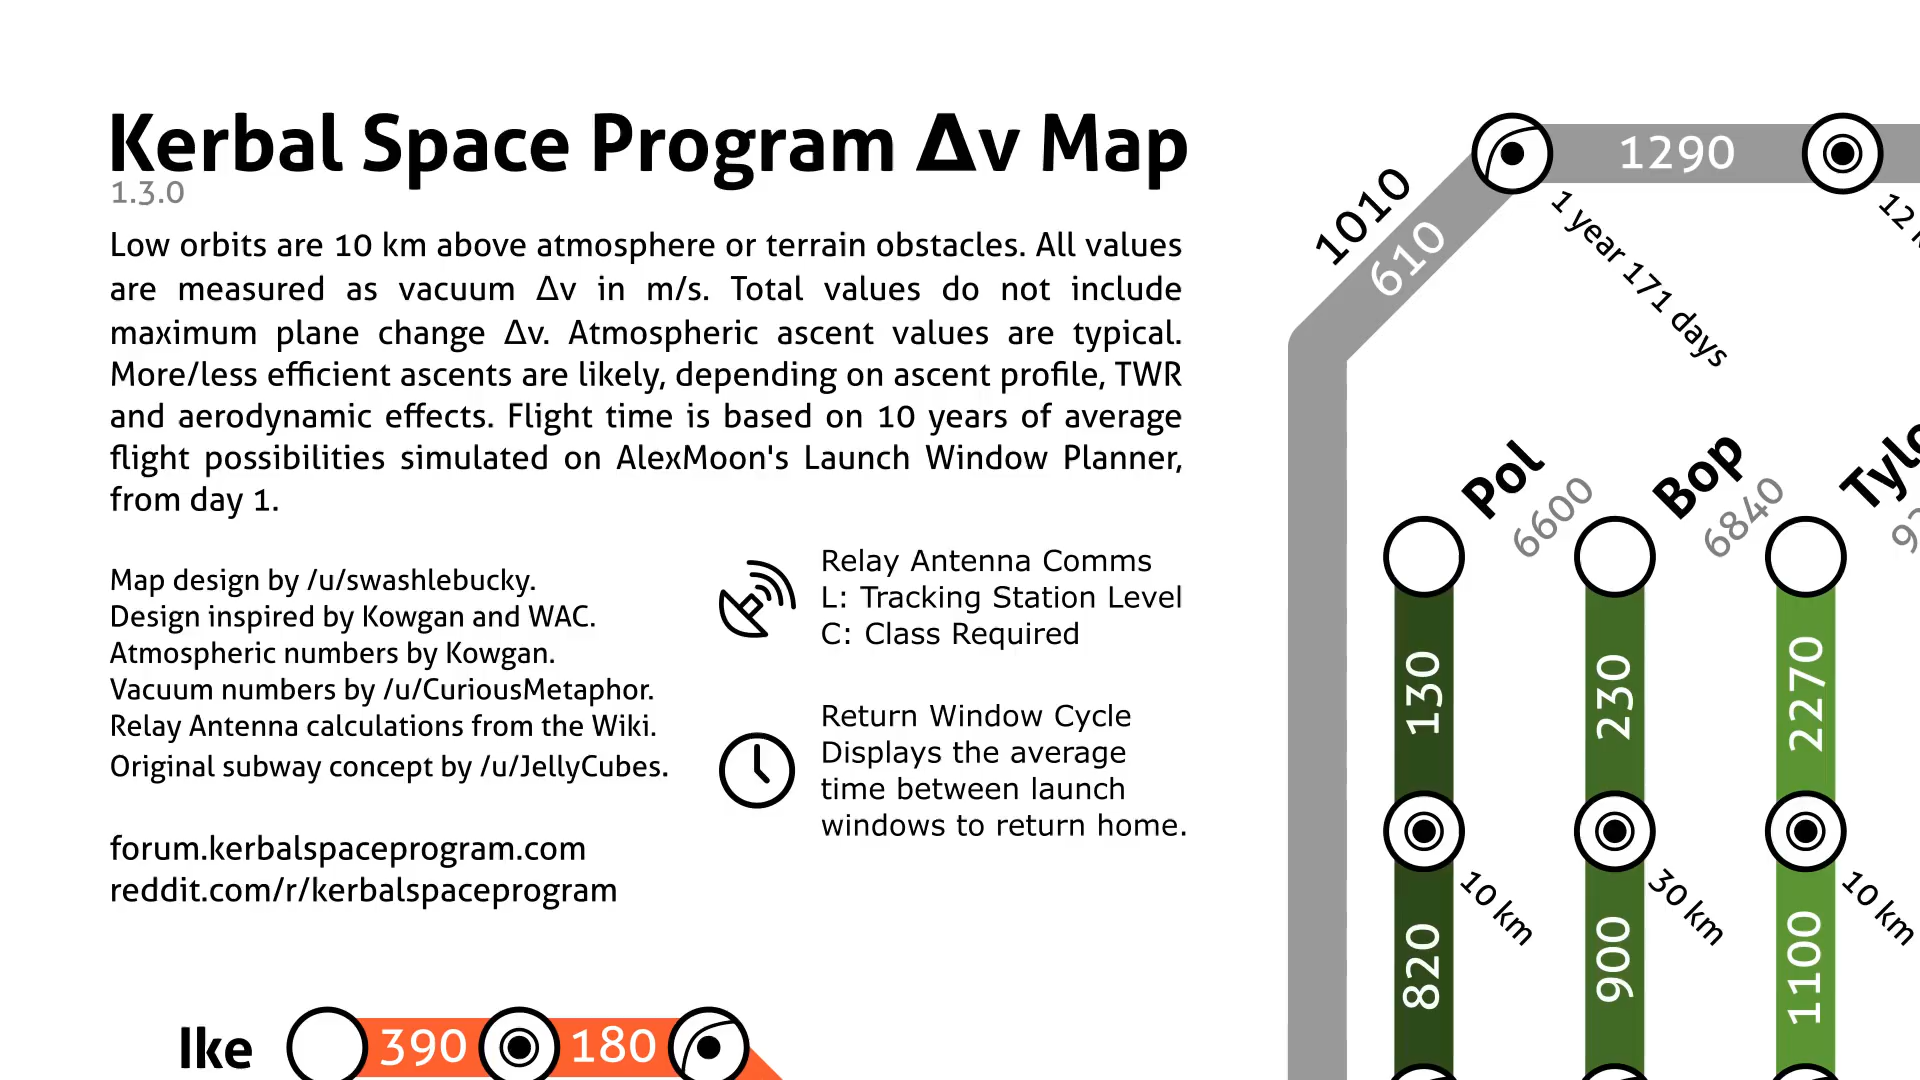 Kerbal Space Program Δv Map
1.3.0
Low orbits are 10 km above atmosphere or terrain obstacles. All values
are measured as vacuum Δv in m/s. Total values do not include
maximum plane change Δv. Atmospheric ascent values are typical.
More/less efficient ascents are likely, depending on ascent profile, TWR
and aerodynamic effects. Flight time is based on 10 years of average
flight possibilities simulated on AlexMoon's Launch Window Planner,
from day 1.
Map design by /u/swashlebucky.
Design inspired by Kowgan and WAC.
Atmospheric numbers by Kowgan.
Vacuum numbers by /u/CuriousMetaphor.
Relay Antenna calculations from the Wiki.
Original subway concept by /u/JellyCubes.
forum.kerbalspaceprogram.com
reddit.com/r/kerbalspaceprogram
Relay Antenna Comms
L: Tracking Station Level
C: Class Required
Return Window Cycle
Displays the average
time between launch
windows to return home.
Ike
390
180
1010
610
1290
1 year 171 days
12
Pol
6600
130
10 km
820
Bop
6840
230
30 km
900
2270
10 km
1100